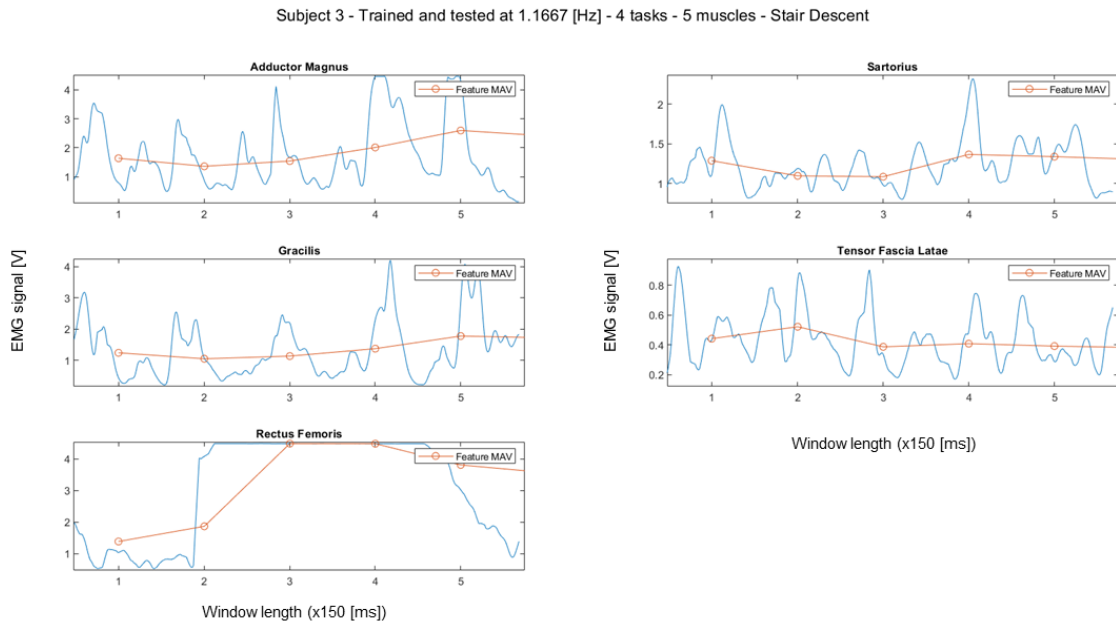 Subject 3 - Trained and tested at 1.1667 [Hz] - 4 tasks - 5 muscles - Stair Descent
Adductor Magnus
Feature MAV
4
3
2
1
1 2 3 4 5
Sartorius
Feature MAV
2
1.5
1
1 2 3 4 5
EMG signal [V]
Gracilis
Feature MAV
4
3
2
1
1 2 3 4 5
EMG signal [V]
Tensor Fascia Latae
Feature MAV
0.8
0.6
0.4
0.2
1 2 3 4 5
Window length (x150 [ms])
Rectus Femoris
Feature MAV
4
3
2
1
1 2 3 4 5
Window length (x150 [ms])